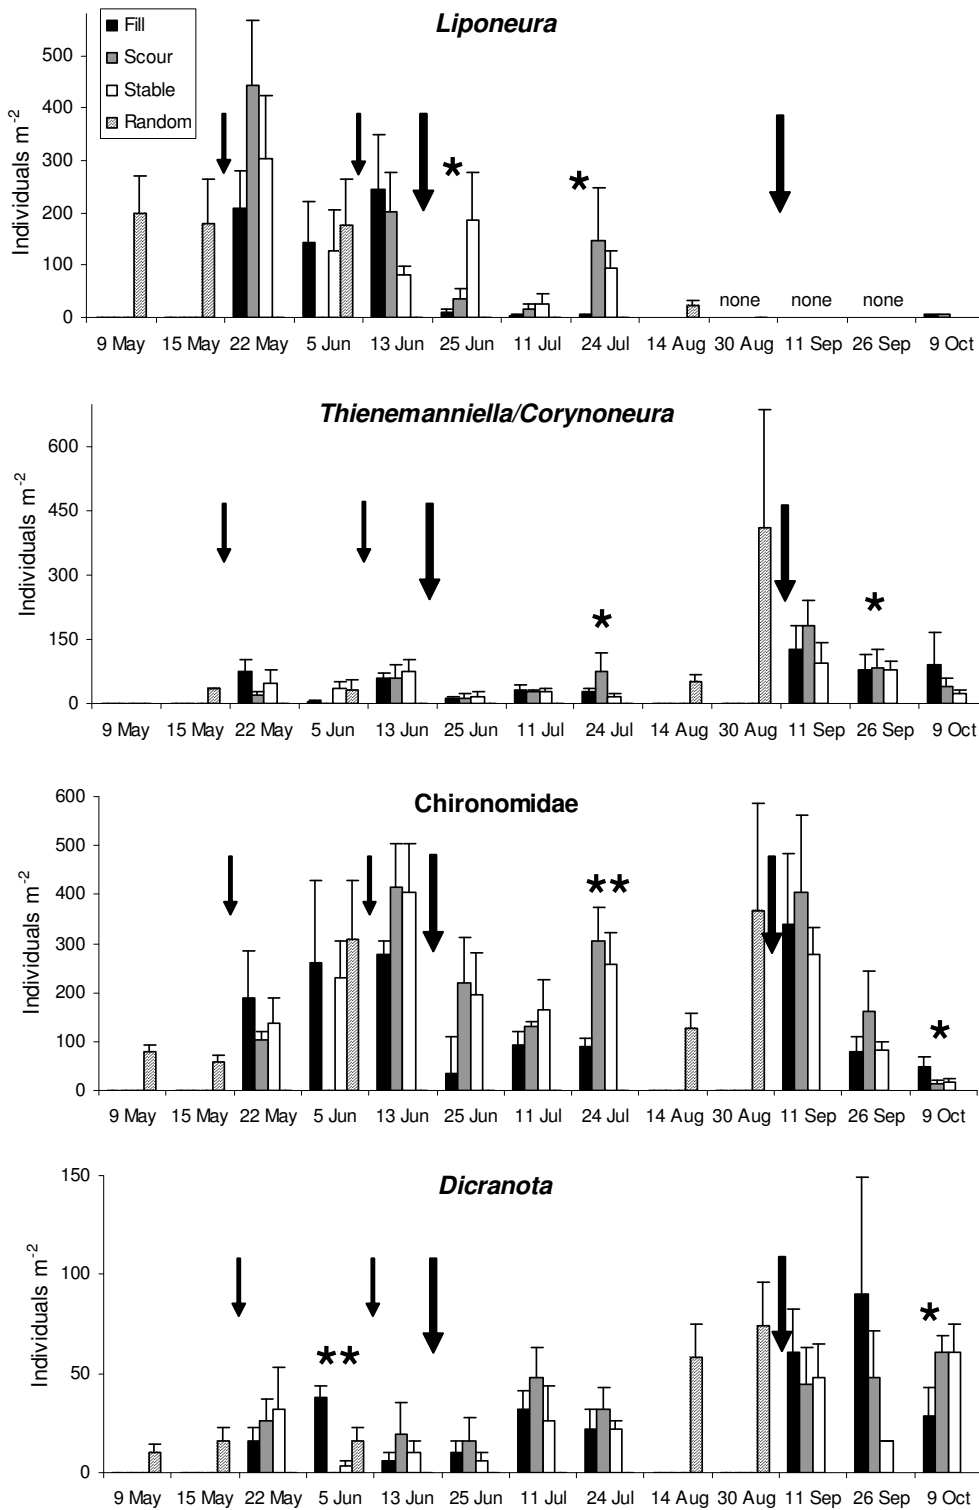 Liponeura
Fill
Scour
Stable
Random
Individuals m-2
500
400
300
200
100
0
none none none
9 May 15 May 22 May 5 Jun 13 Jun 25 Jun 11 Jul 24 Jul 14 Aug 30 Aug 11 Sep 26 Sep 9 Oct
Thienemanniella/Corynoneura
Individuals m-2
600
450
300
150
0
9 May 15 May 22 May 5 Jun 13 Jun 25 Jun 11 Jul 24 Jul 14 Aug 30 Aug 11 Sep 26 Sep 9 Oct
Chironomidae
Individuals m-2
600
500
400
300
200
100
0
9 May 15 May 22 May 5 Jun 13 Jun 25 Jun 11 Jul 24 Jul 14 Aug 30 Aug 11 Sep 26 Sep 9 Oct
Dicranota
Individuals m-2
150
100
50
0
9 May 15 May 22 May 5 Jun 13 Jun 25 Jun 11 Jul 24 Jul 14 Aug 30 Aug 11 Sep 26 Sep 9 Oct